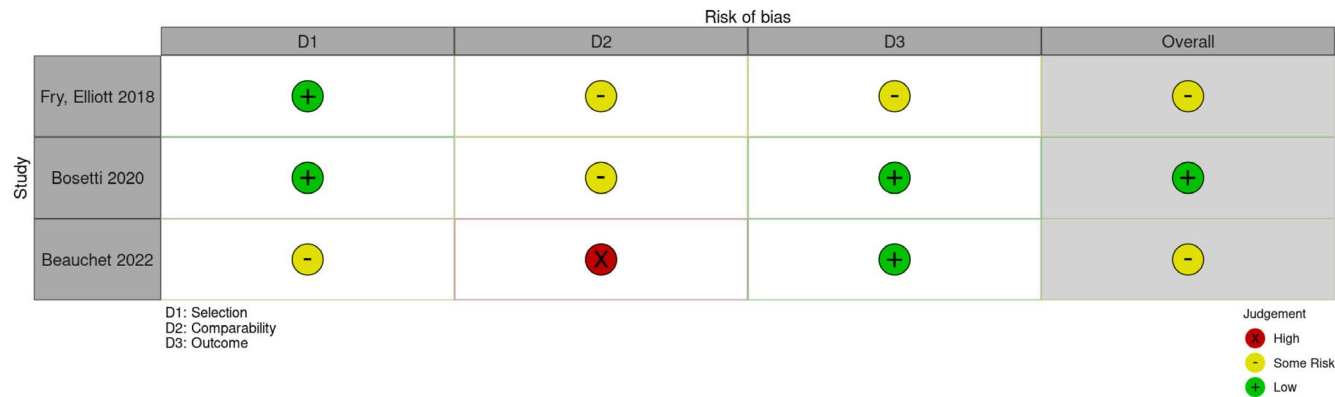 Risk of bias
D1 D2 D3 Overall
Study
Fry, Elliott 2018 + - - -
Bosetti 2020 + - + +
Beauchet 2022 - X + -
D1: Selection
D2: Comparability
D3: Outcome
Judgement
X High
- Some Risk
+ Low